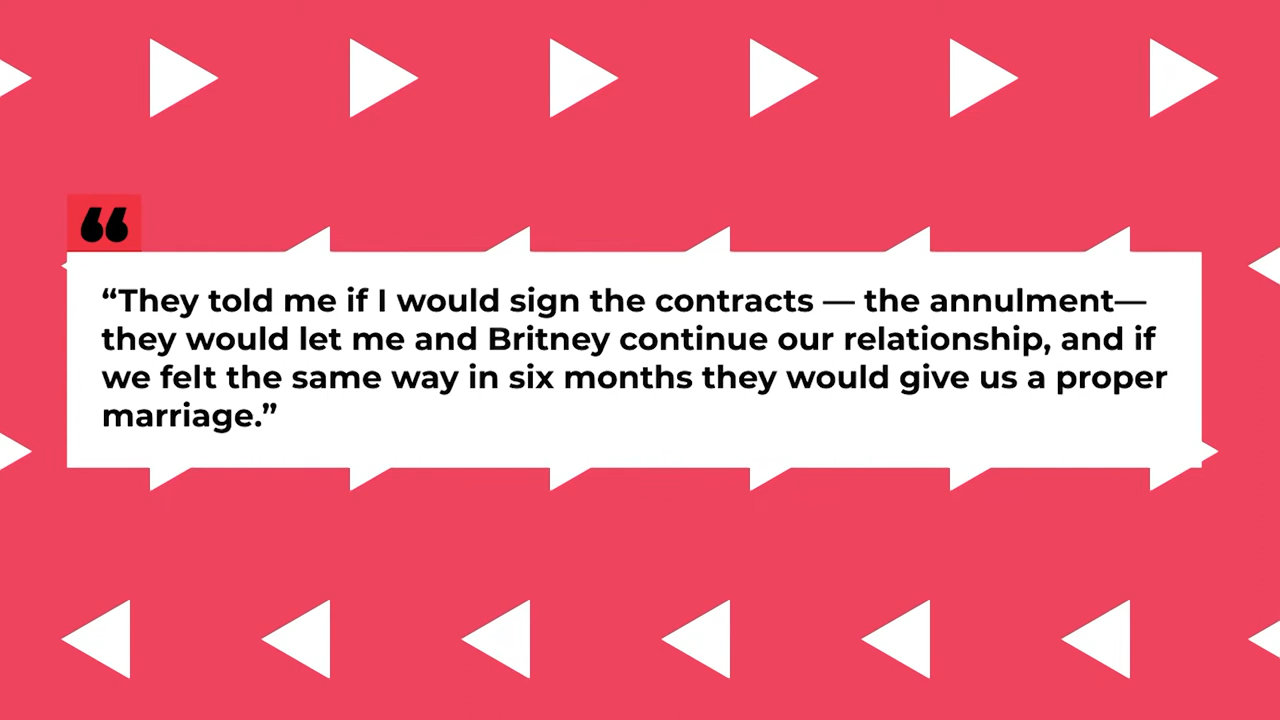 “
“They told me if I would sign the contracts — the annulment—
they would let me and Britney continue our relationship, and if
we felt the same way in six months they would give us a proper
marriage.”